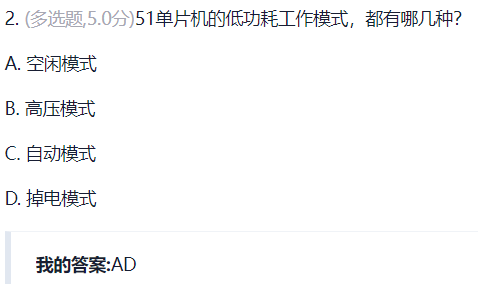 2. (多选题,5.0分)51单片机的低功耗工作模式，都有哪几种?
A. 空闲模式
B. 高压模式
C. 自动模式
D. 掉电模式
我的答案:AD